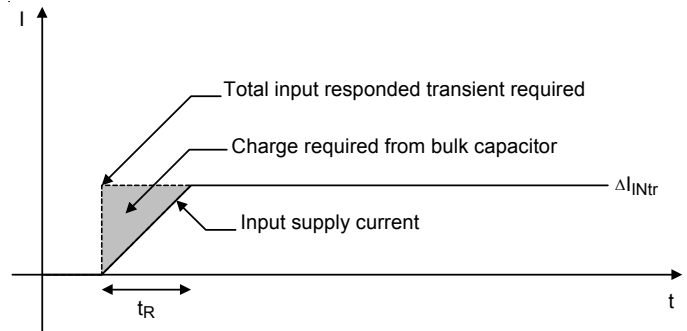 I
Total input responded transient required
Charge required from bulk capacitor
ΔI_INtr
Input supply current
t_R
t